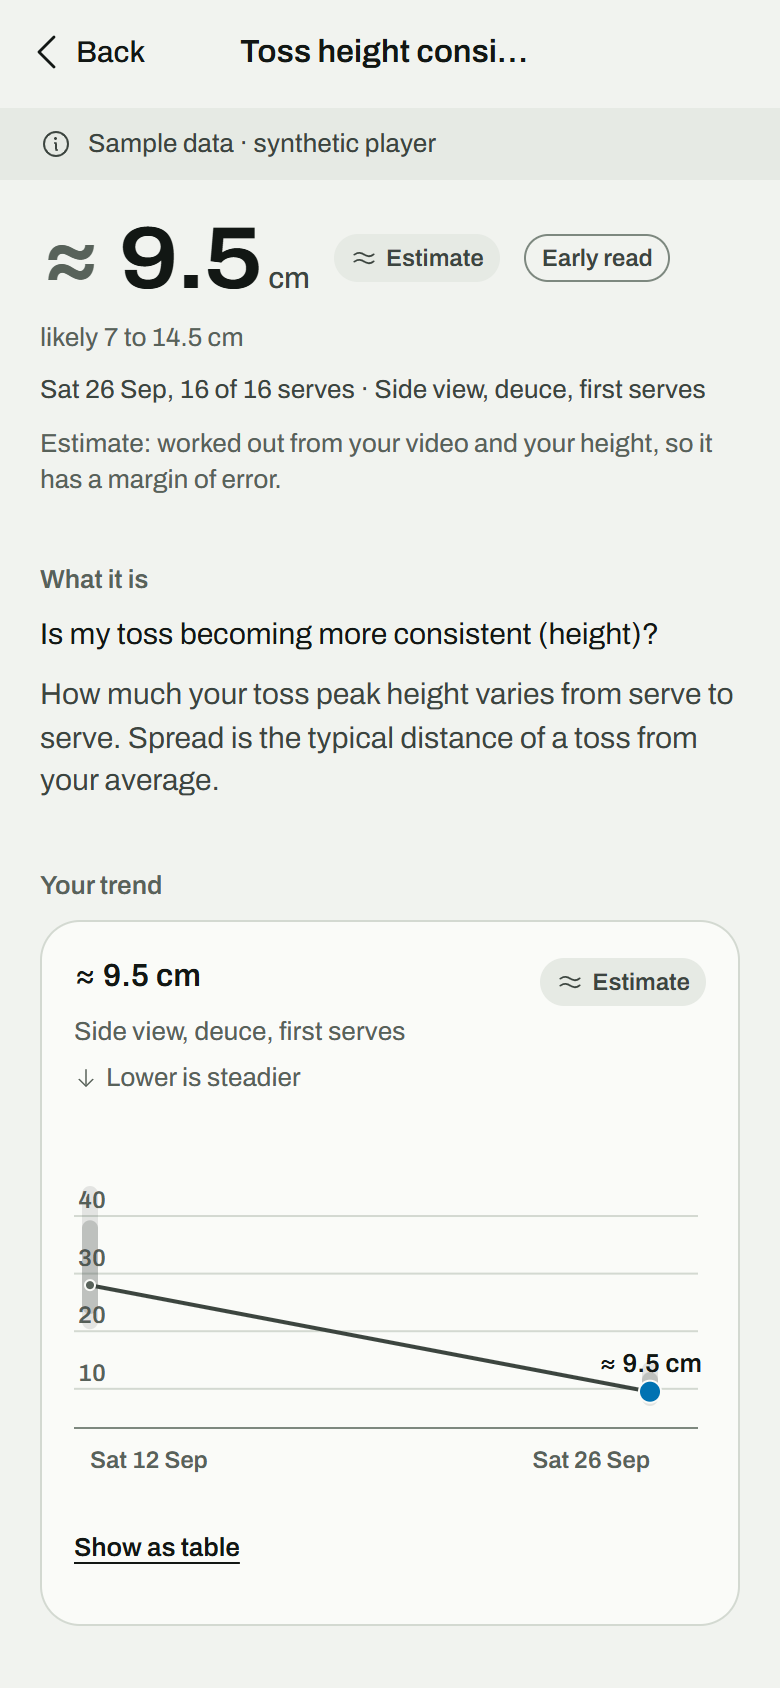 Back
Toss height consi...
Sample data · synthetic player
≈ 9.5 cm
≈ Estimate
Early read
likely 7 to 14.5 cm
Sat 26 Sep, 16 of 16 serves · Side view, deuce, first serves
Estimate: worked out from your video and your height, so it
has a margin of error.
What it is
Is my toss becoming more consistent (height)?
How much your toss peak height varies from serve to
serve. Spread is the typical distance of a toss from
your average.
Your trend
≈ 9.5 cm
≈ Estimate
Side view, deuce, first serves
↓ Lower is steadier
40
30
20
≈ 9.5 cm
10
Sat 12 Sep
Sat 26 Sep
Show as table